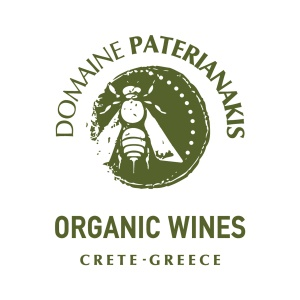 DOMAINE PATERIANAKIS
ORGANIC WINES
CRETE-GREECE